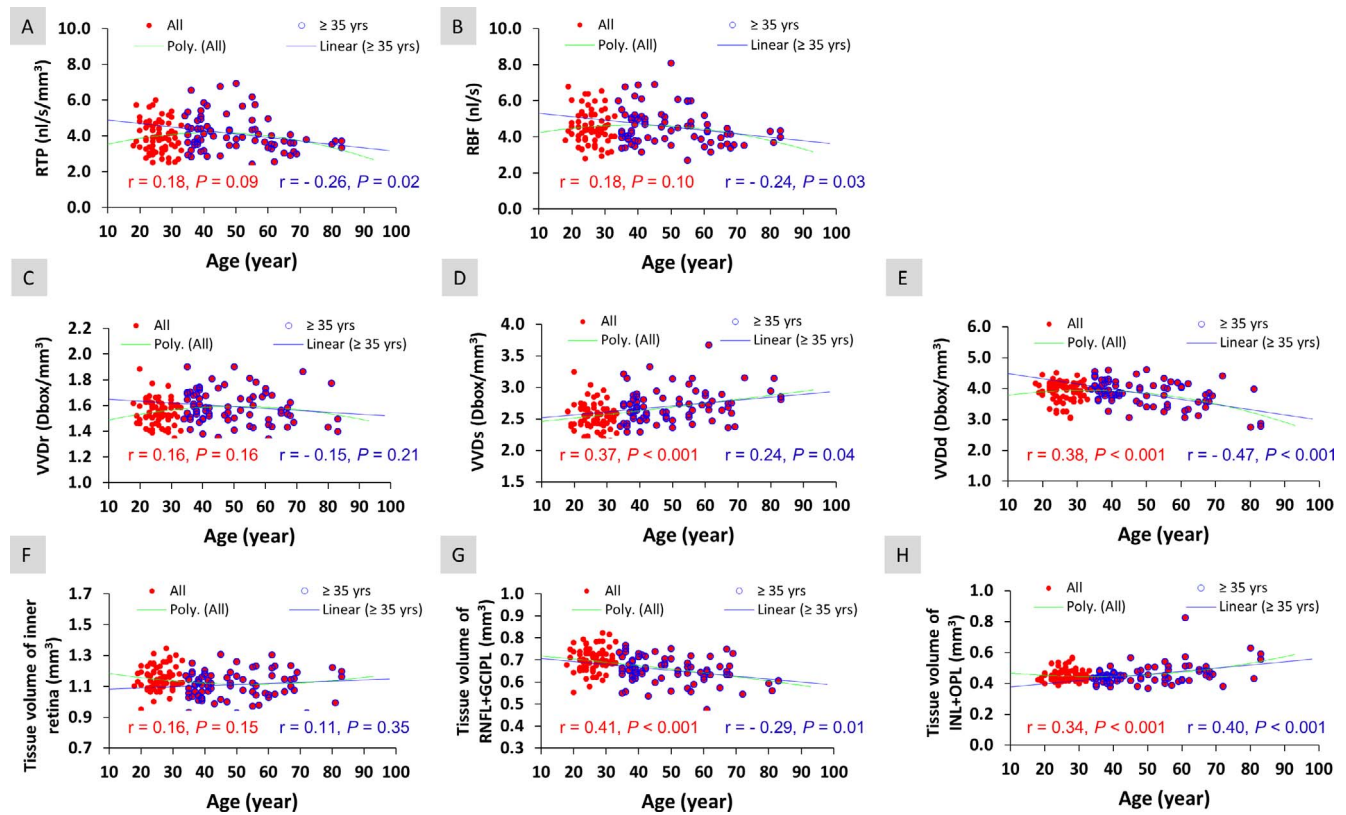 A
All
≥ 35 yrs
Poly. (All)
Linear (≥ 35 yrs)
RTP (nl/s/mm³)
10.0
8.0
6.0
4.0
2.0
0.0
r = 0.18, P = 0.09 r = - 0.26, P = 0.02
10 20 30 40 50 60 70 80 90 100
Age (year)
B
All
≥ 35 yrs
Poly. (All)
Linear (≥ 35 yrs)
RBF (nl/s)
10.0
8.0
6.0
4.0
2.0
0.0
r = 0.18, P = 0.10 r = - 0.24, P = 0.03
10 20 30 40 50 60 70 80 90 100
Age (year)
C
All
≥ 35 yrs
Poly. (All)
Linear (≥ 35 yrs)
VVDr (Dbox/mm³)
2.2
2.0
1.8
1.6
1.4
1.2
1.0
r = 0.16, P = 0.16 r = - 0.15, P = 0.21
10 20 30 40 50 60 70 80 90 100
Age (year)
D
All
≥ 35 yrs
Poly. (All)
Linear (≥ 35 yrs)
VVDs (Dbox/mm³)
4.0
3.5
3.0
2.5
2.0
1.5
r = 0.37, P < 0.001 r = 0.24, P = 0.04
10 20 30 40 50 60 70 80 90 100
Age (year)
E
All
≥ 35 yrs
Poly. (All)
Linear (≥ 35 yrs)
VVDd (Dbox/mm³)
6.0
5.0
4.0
3.0
2.0
1.0
r = 0.38, P < 0.001 r = - 0.47, P < 0.001
10 20 30 40 50 60 70 80 90 100
Age (year)
F
All
≥ 35 yrs
Poly. (All)
Linear (≥ 35 yrs)
Tissue volume of inner
retina (mm³)
1.7
1.5
1.3
1.1
0.9
0.7
r = 0.16, P = 0.15 r = 0.11, P = 0.35
10 20 30 40 50 60 70 80 90 100
Age (year)
G
All
≥ 35 yrs
Poly. (All)
Linear (≥ 35 yrs)
Tissue volume of
RNFL+GCIPL (mm³)
1.0
0.9
0.8
0.7
0.6
0.5
0.4
0.3
r = 0.41, P < 0.001 r = - 0.29, P = 0.01
10 20 30 40 50 60 70 80 90 100
Age (year)
H
All
≥ 35 yrs
Poly. (All)
Linear (≥ 35 yrs)
Tissue volume of
INL+OPL (mm³)
1.0
0.8
0.6
0.4
0.2
0.0
r = 0.34, P < 0.001 r = 0.40, P < 0.001
10 20 30 40 50 60 70 80 90 100
Age (year)